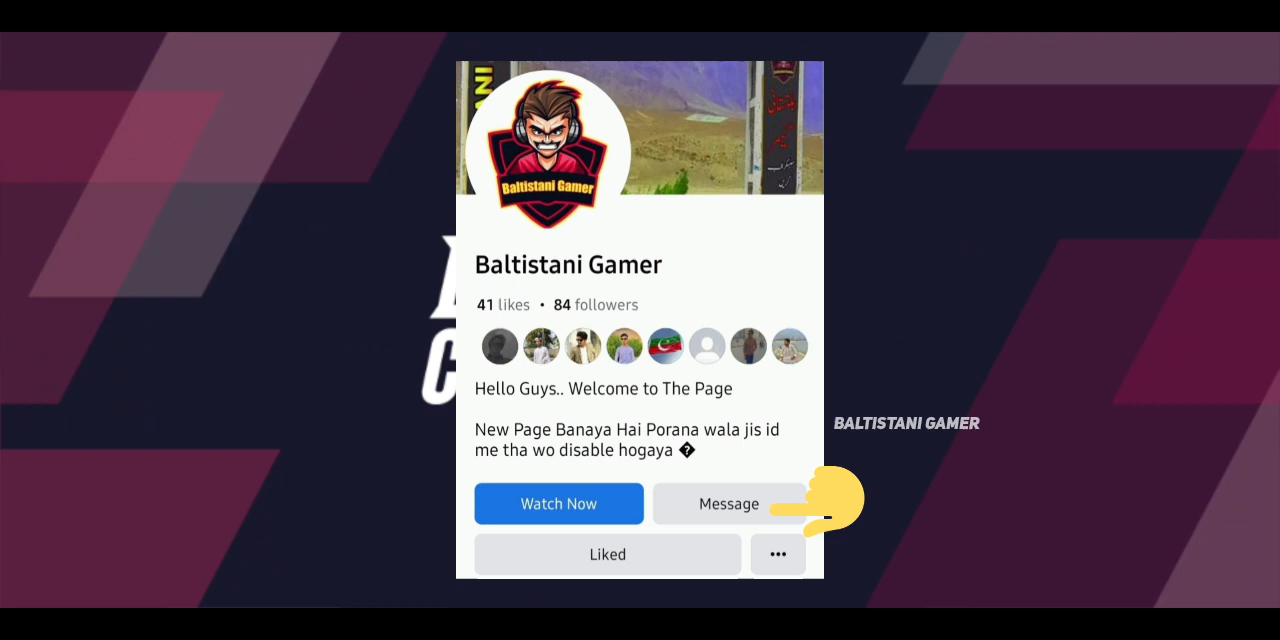 Baltistani Gamer
Baltistani Gamer
41 likes • 84 followers
Hello Guys.. Welcome to The Page
New Page Banaya Hai Porana wala jis id
me tha wo disable hogaya �
BALTISTANI GAMER
Watch Now
Message
Liked